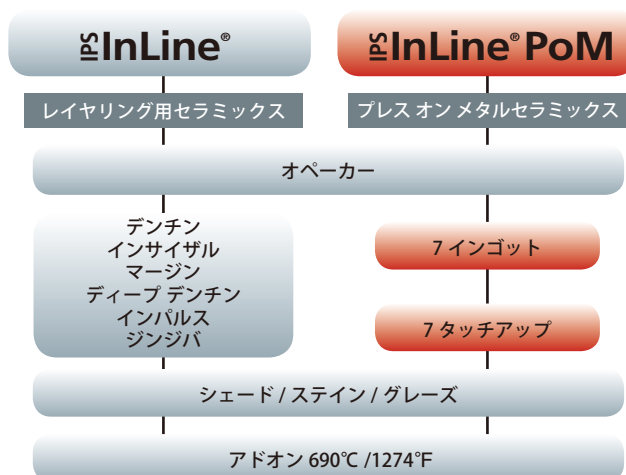 IPS InLine®
IPS InLine® PoM
レイヤリング用セラミックス
プレス オン メタルセラミックス
オペーカー
デンチン
インサイザル
マージン
ディープ デンチン
インパルス
ジンジバ
7 インゴット
7 タッチアップ
シェード / ステイン / グレーズ
アドオン 690℃ /1274°F